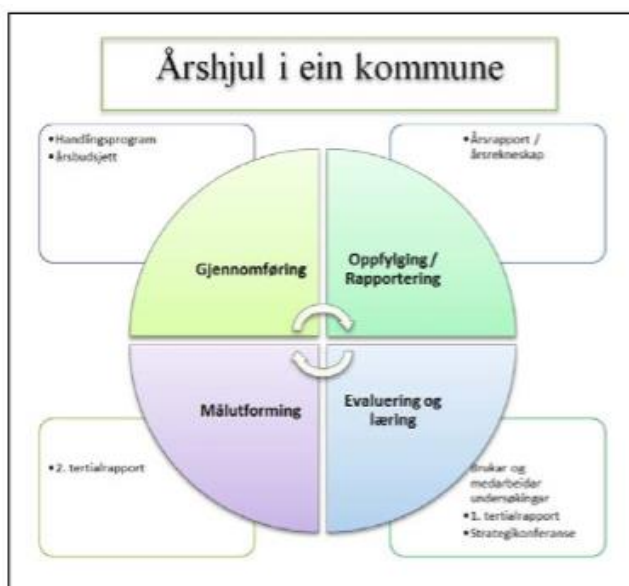 Årshjul i ein kommune
•Handlingsprogram
•årsbudsjett
•Årsrapport /
årsrekneskap
Gjennomføring
Oppfylging /
Rapportering
Målutforming
Evaluering og
læring
•2. tertialrapport
•Brukar og
medarbeidar
undersøkingar
•1. tertialrapport
•Strategikonferanse